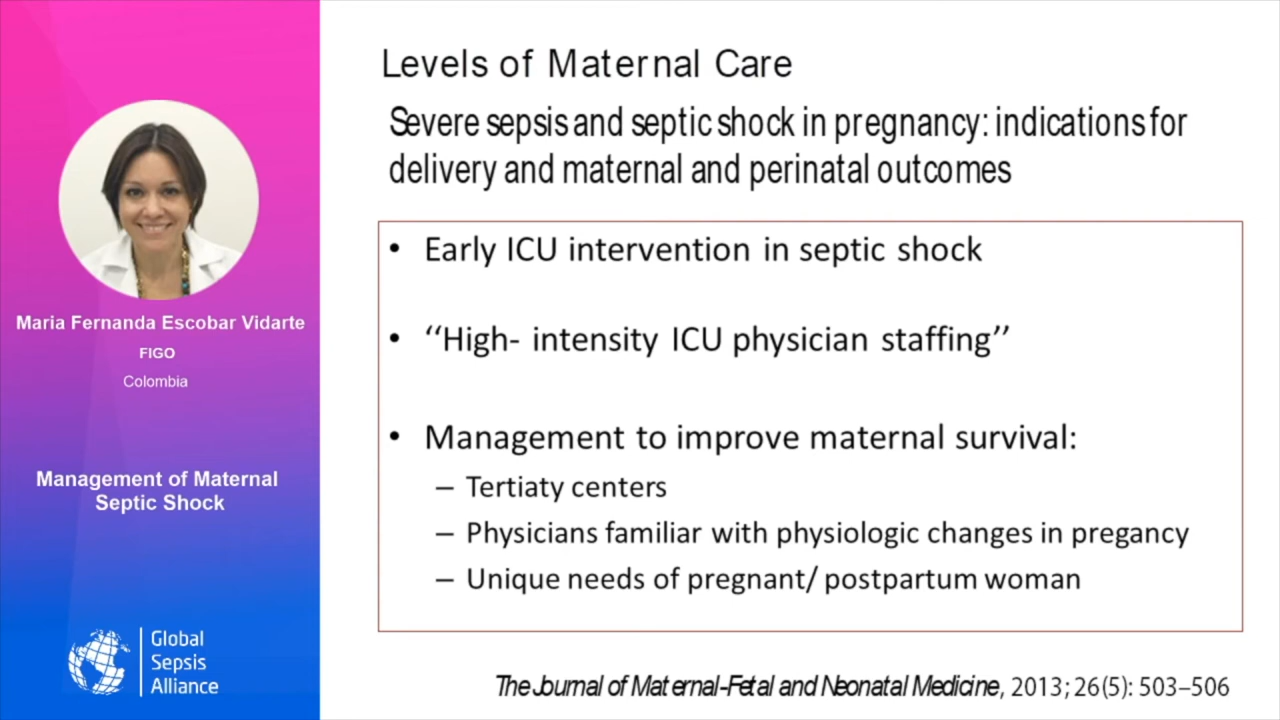 Maria Fernanda Escobar Vidarte
FIGO
Colombia
Management of Maternal
Septic Shock
Global
Sepsis
Alliance
Levels of Maternal Care
Severe sepsis and septic shock in pregnancy: indications for
delivery and maternal and perinatal outcomes
• Early ICU intervention in septic shock
• ‘‘High- intensity ICU physician staffing’’
• Management to improve maternal survival:
– Tertiaty centers
– Physicians familiar with physiologic changes in pregancy
– Unique needs of pregnant/ postpartum woman
The Journal of Maternal-Fetal and Neonatal Medicine, 2013; 26(5): 503–506